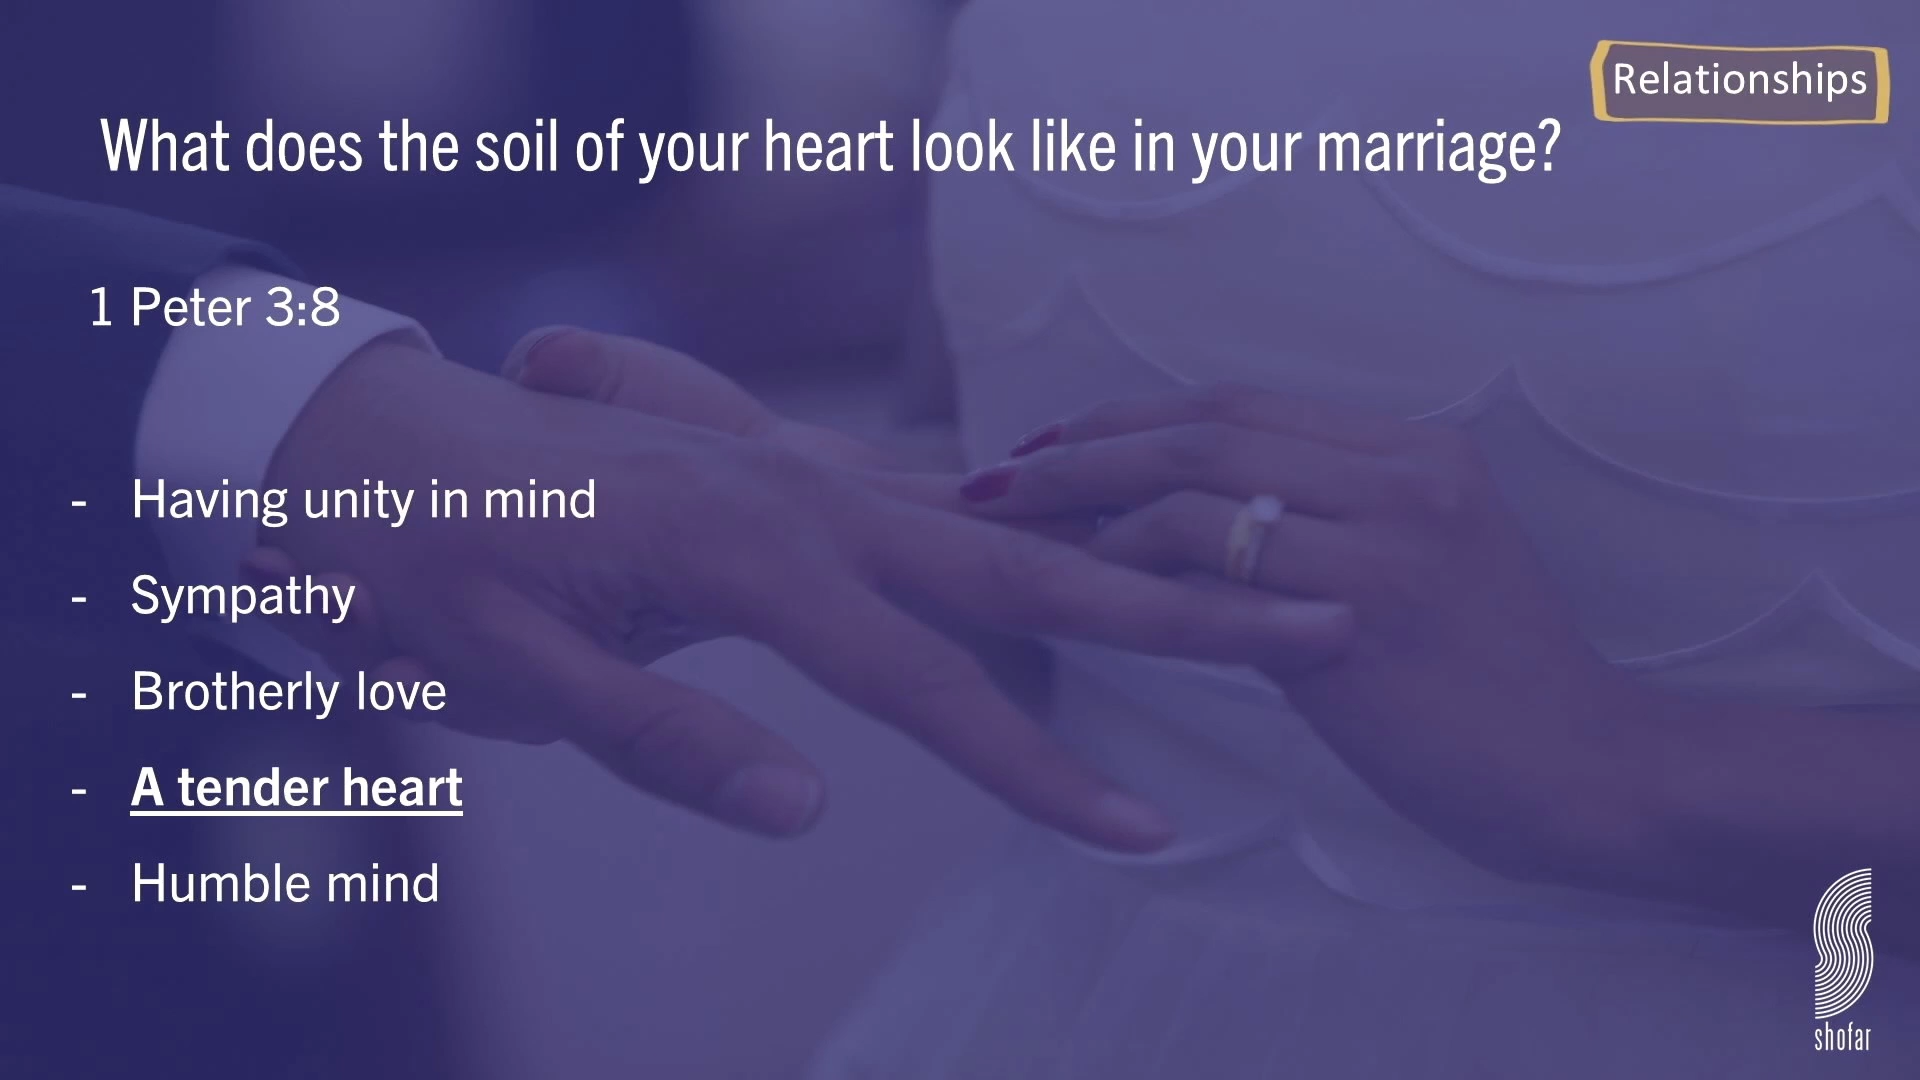 Relationships
What does the soil of your heart look like in your marriage?
1 Peter 3:8
- Having unity in mind
- Sympathy
- Brotherly love
- A tender heart
- Humble mind
shofar